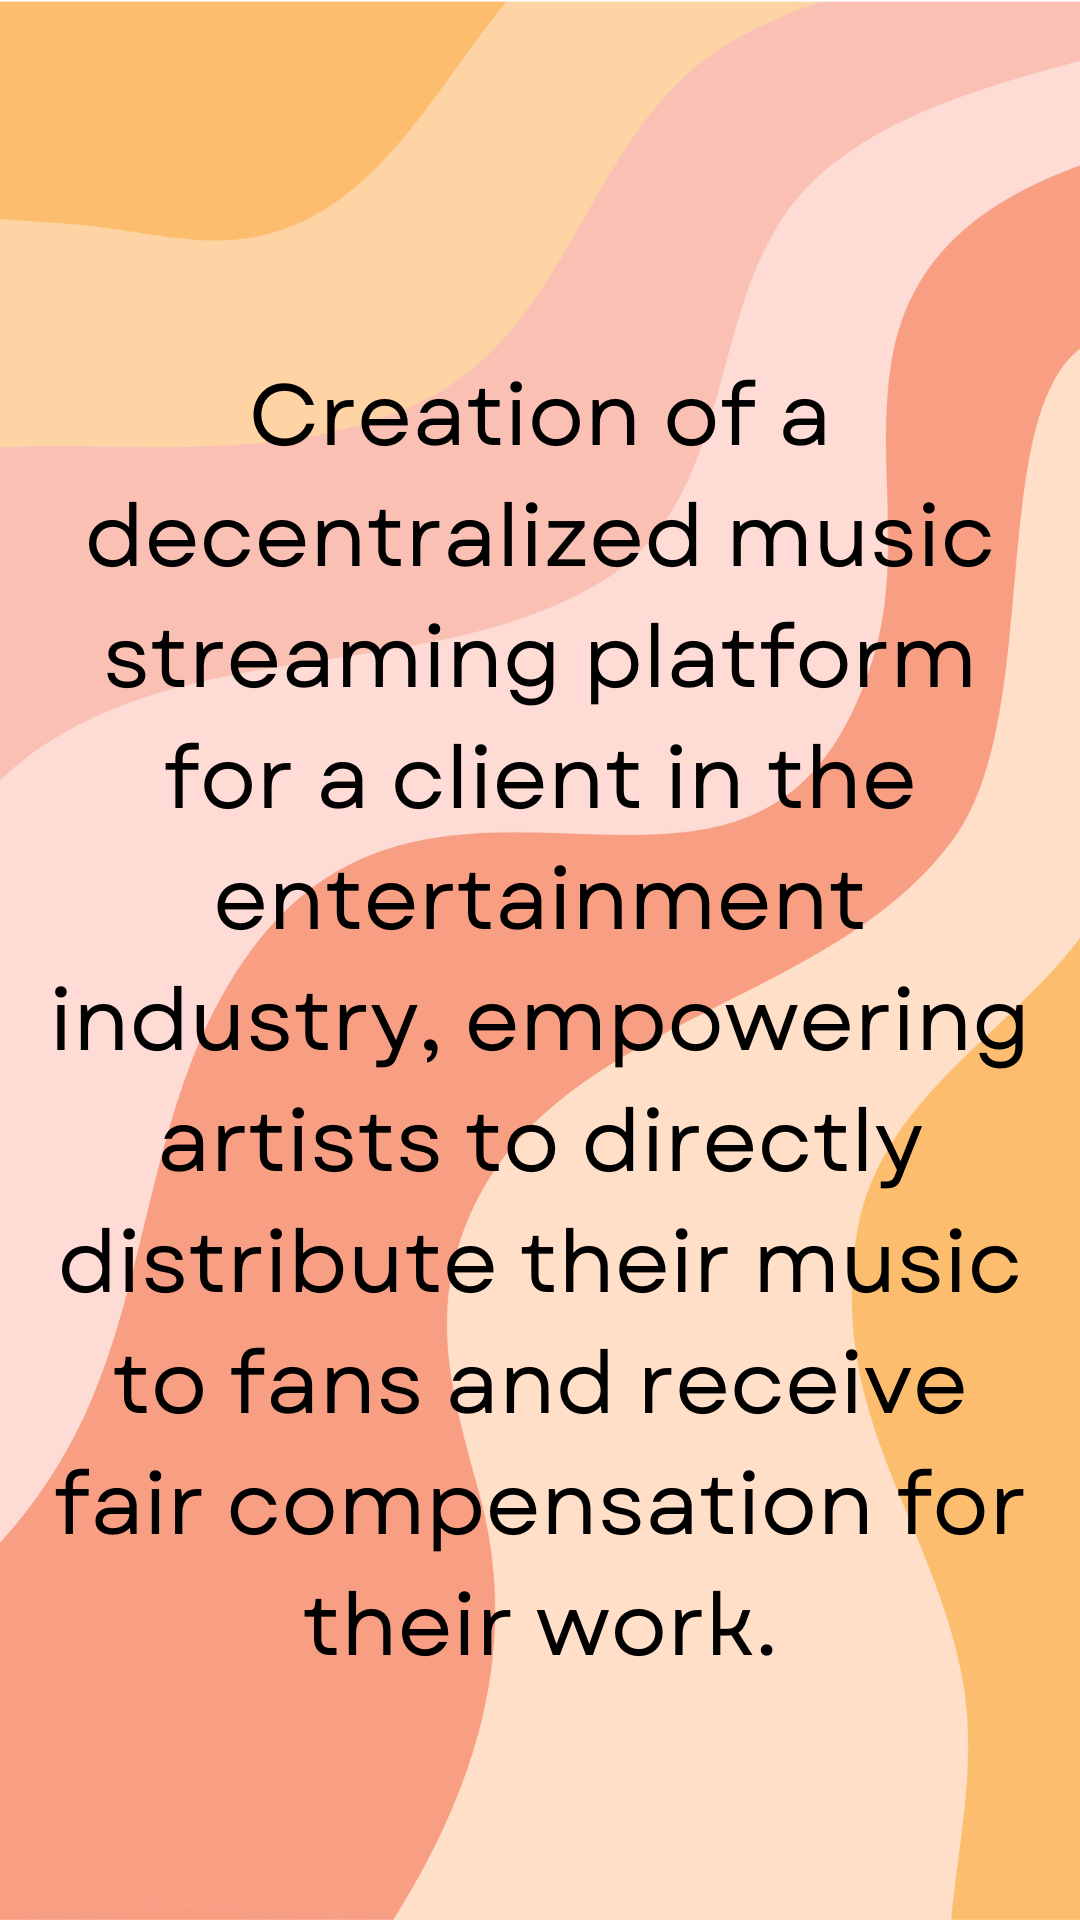 Creation of a
decentralized music
streaming platform
for a client in the
entertainment
industry, empowering
artists to directly
distribute their music
to fans and receive
fair compensation for
their work.